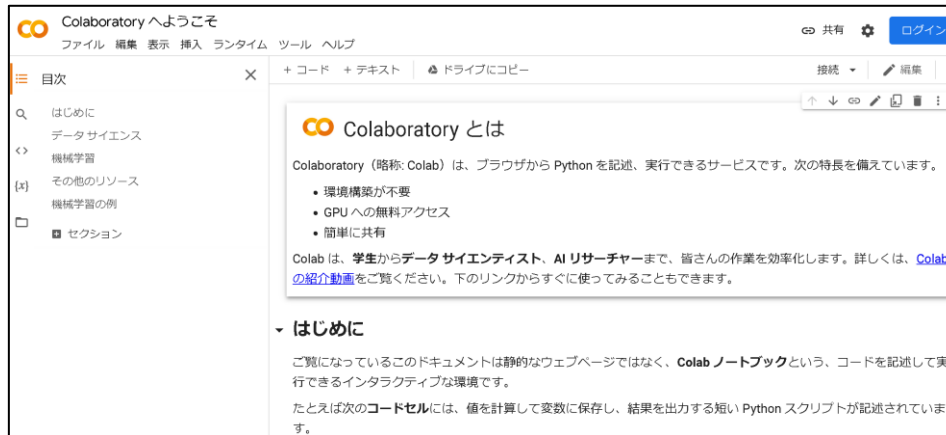 Colaboratory へようこそ
ファイル 編集 表示 挿入 ランタイム ツール ヘルプ
共有
ログイン
目次
はじめに
データ サイエンス
機械学習
その他のリソース
機械学習の例
セクション
+ コード + テキスト ドライブにコピー
接続 編集
Colaboratory とは
Colaboratory（略称: Colab）は、ブラウザから Python を記述、実行できるサービスです。次の特長を備えています。
• 環境構築が不要
• GPU への無料アクセス
• 簡単に共有
Colab は、学生からデータ サイエンティスト、AI リサーチャーまで、皆さんの作業を効率化します。詳しくは、Colab
の紹介動画をご覧ください。下のリンクからすぐに使ってみることもできます。
はじめに
ご覧になっているこのドキュメントは静的なウェブページではなく、Colab ノートブックという、コードを記述して実
行できるインタラクティブな環境です。
たとえば次のコードセルには、値を計算して変数に保存し、結果を出力する短い Python スクリプトが記述されていま
す。